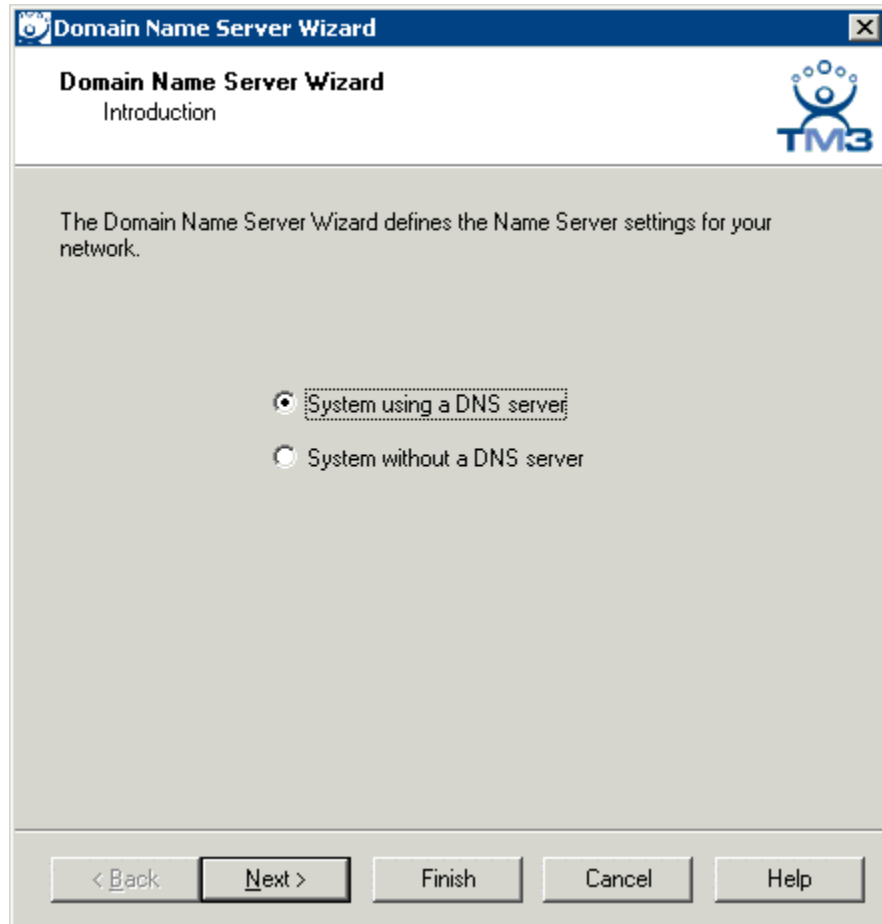 Domain Name Server Wizard
Domain Name Server Wizard
Introduction
TM3
The Domain Name Server Wizard defines the Name Server settings for your
network.
System using a DNS server
System without a DNS server
< Back
Next >
Finish
Cancel
Help